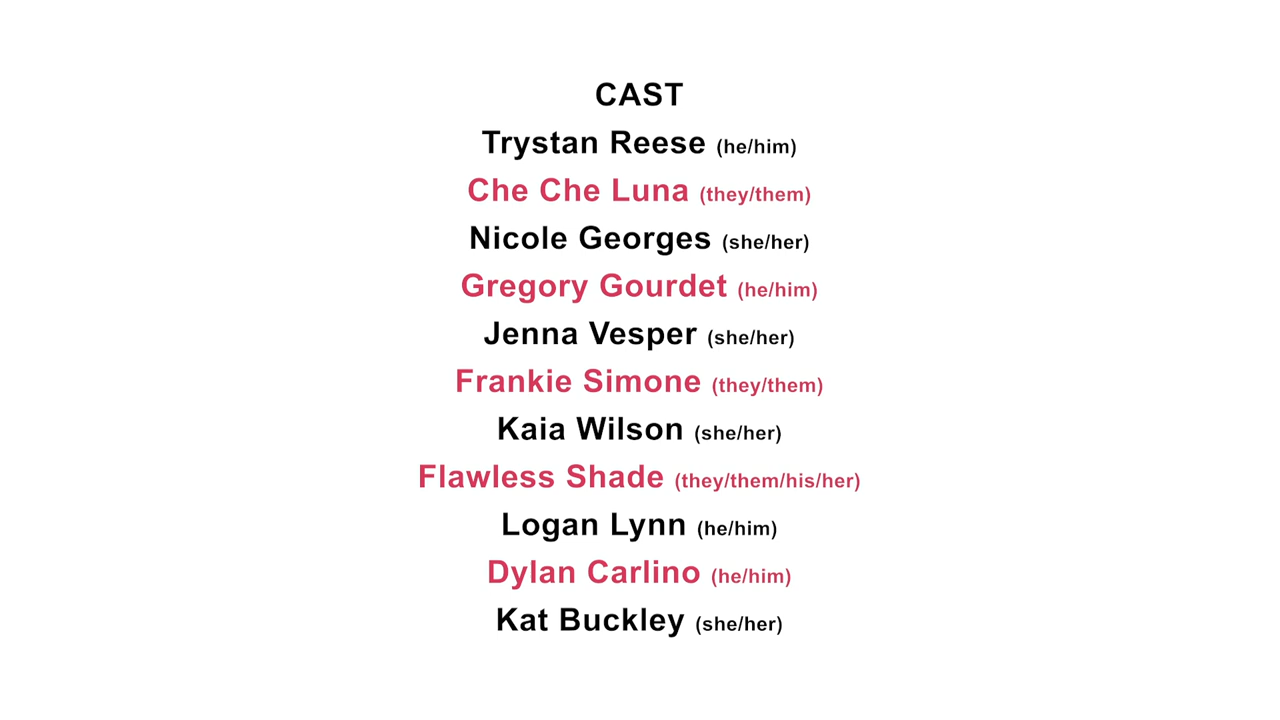 CAST
Trystan Reese (he/him)
Che Che Luna (they/them)
Nicole Georges (she/her)
Gregory Gourdet (he/him)
Jenna Vesper (she/her)
Frankie Simone (they/them)
Kaia Wilson (she/her)
Flawless Shade (they/them/his/her)
Logan Lynn (he/him)
Dylan Carlino (he/him)
Kat Buckley (she/her)